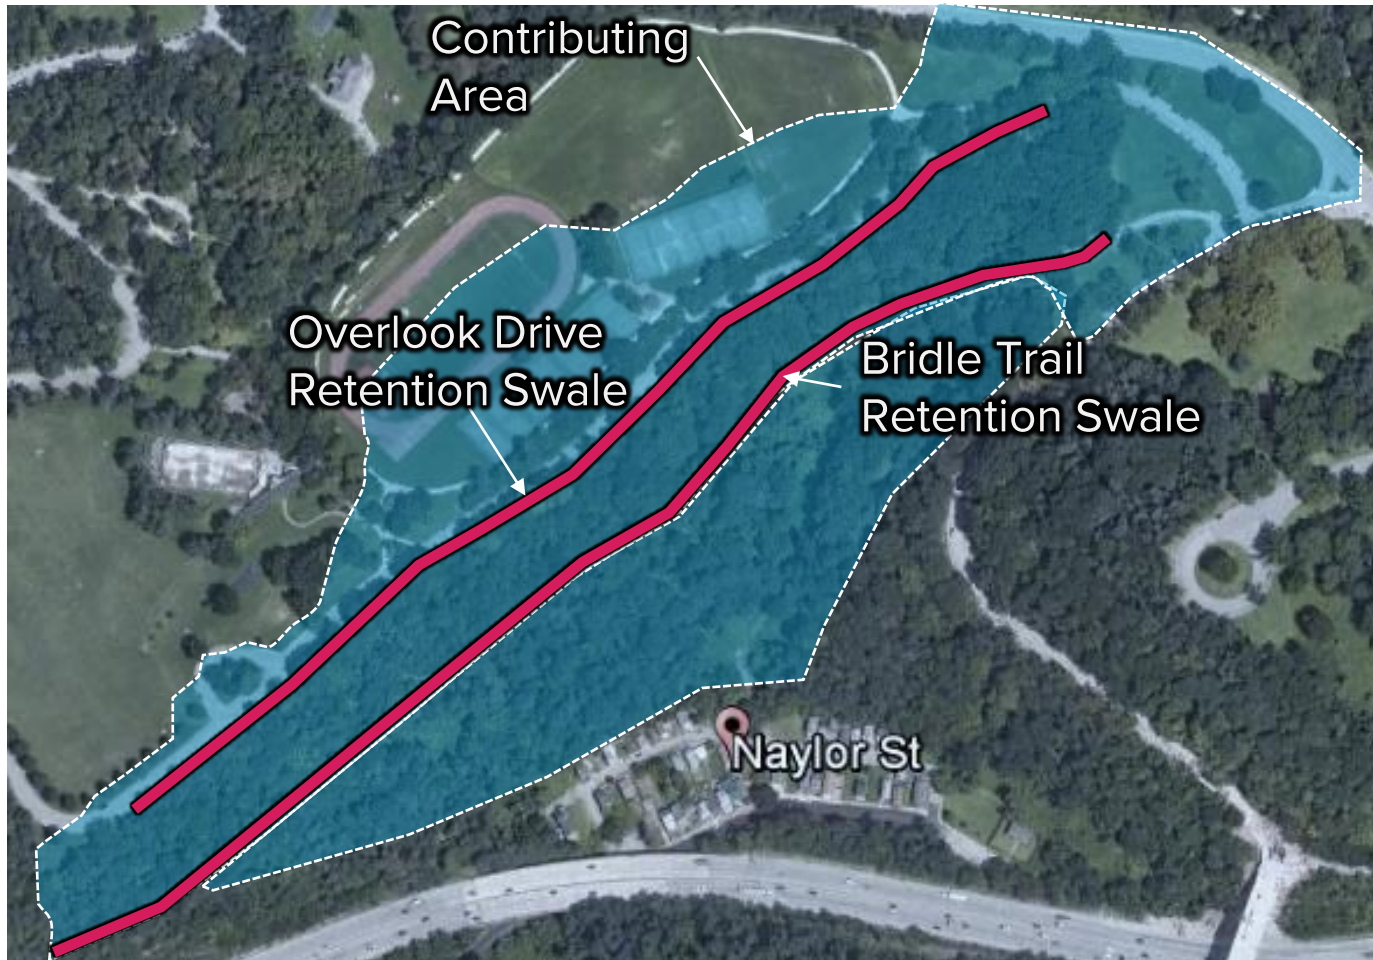 Contributing
Area
Overlook Drive
Retention Swale
Bridle Trail
Retention Swale
Naylor St